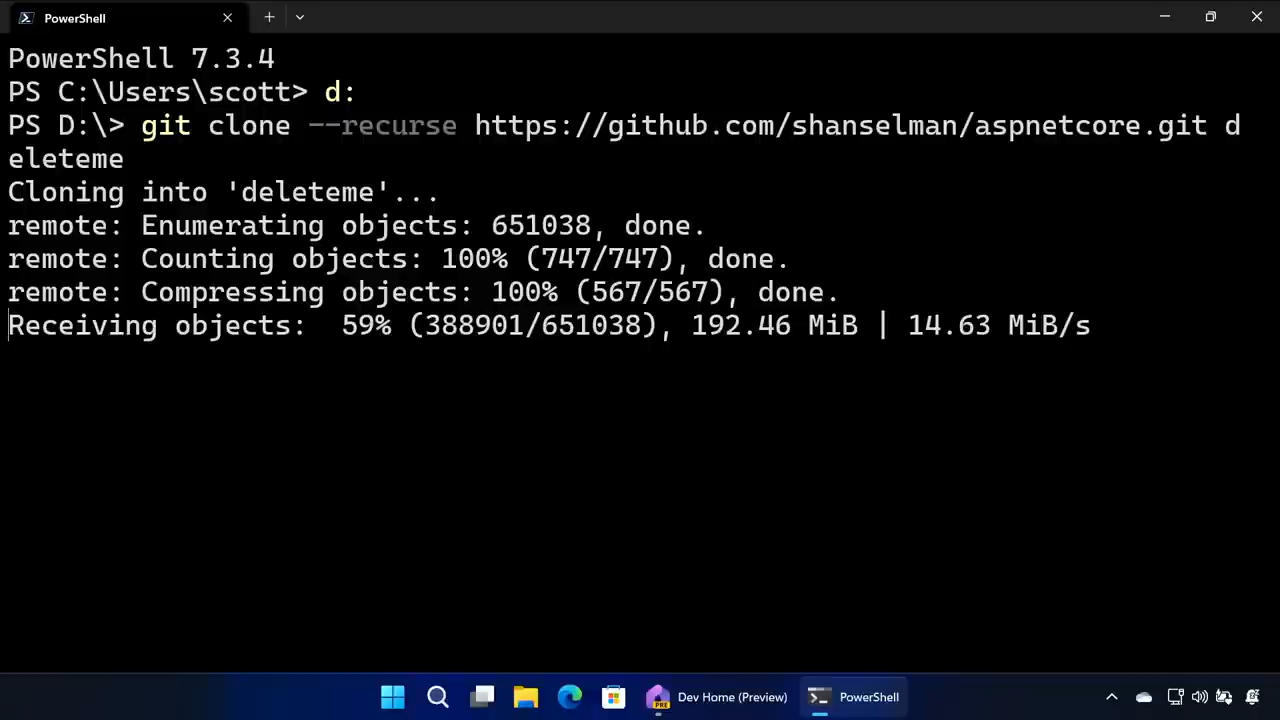 PowerShell
PowerShell 7.3.4
PS C:\Users\scott> d:
PS D:\> git clone --recurse https://github.com/shanselman/aspnetcore.git d
eleteme
Cloning into 'deleteme'...
remote: Enumerating objects: 651038, done.
remote: Counting objects: 100% (747/747), done.
remote: Compressing objects: 100% (567/567), done.
Receiving objects:  59% (388901/651038), 192.46 MiB | 14.63 MiB/s
PRE Dev Home (Preview) PowerShell